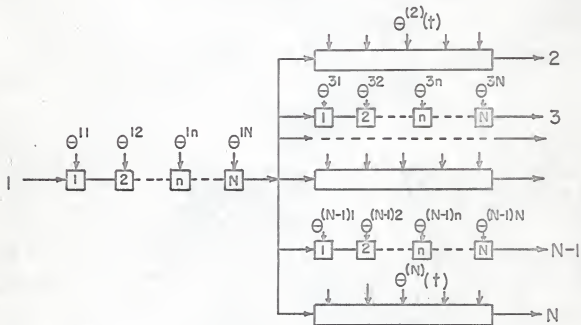 θ^(2)(t)
2
θ^31 θ^32 θ^3n θ^3N
1 2 n N 3
θ^11 θ^12 θ^1n θ^1N
1 1 2 n N
θ^(N-1)1 θ^(N-1)2 θ^(N-1)n θ^(N-1)N
1 2 n N N-1
θ^(N)(t)
N